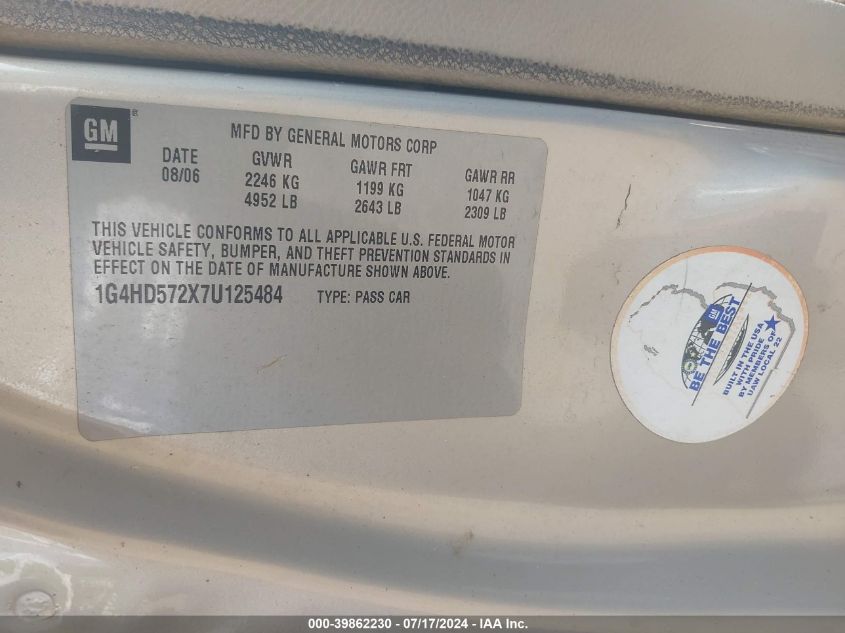 GM
MFD BY GENERAL MOTORS CORP
DATE GVWR GAWR FRT GAWR RR
08/06 2246 KG 1199 KG 1047 KG
4952 LB 2643 LB 2309 LB
THIS VEHICLE CONFORMS TO ALL APPLICABLE U.S. FEDERAL MOTOR
VEHICLE SAFETY, BUMPER, AND THEFT PREVENTION STANDARDS IN
EFFECT ON THE DATE OF MANUFACTURE SHOWN ABOVE.
1G4HD572X7U125484 TYPE: PASS CAR
GM
BE THE BEST
BUILT IN THE USA
WITH PRIDE
BY MEMBERS OF
UAW LOCAL 22
000-39862230 - 07/17/2024 - IAA Inc.